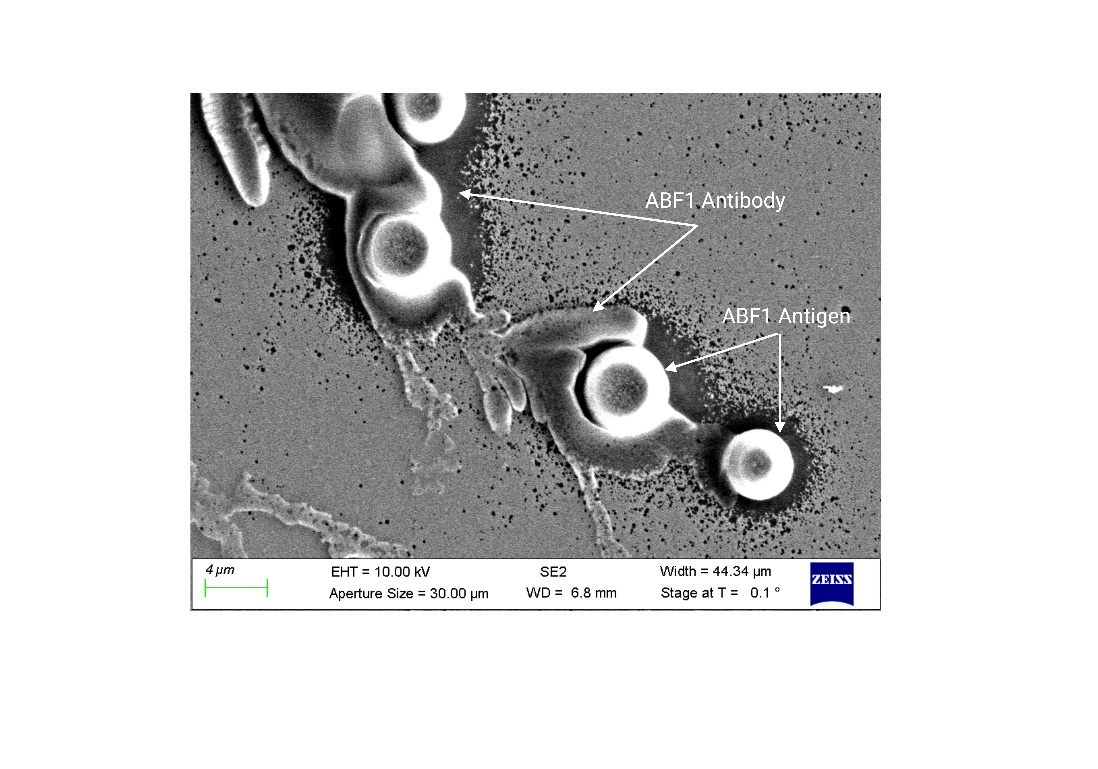 ABF1 Antibody
ABF1 Antigen
4 µm EHT = 10.00 kV SE2 Width = 44.34 µm
Aperture Size = 30.00 µm WD = 6.8 mm Stage at T = 0.1 °
ZEISS